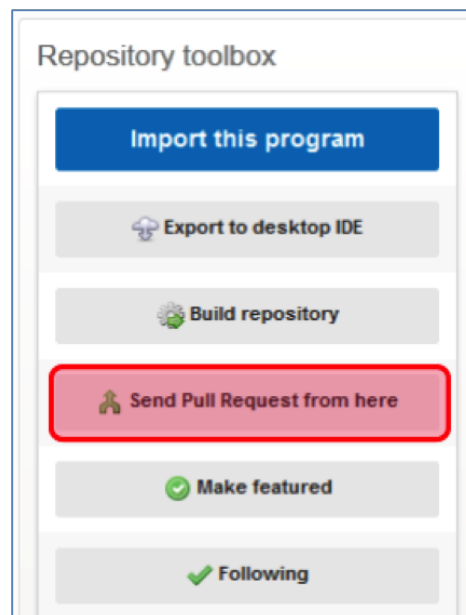 Repository toolbox
Import this program
Export to desktop IDE
Build repository
Send Pull Request from here
Make featured
Following